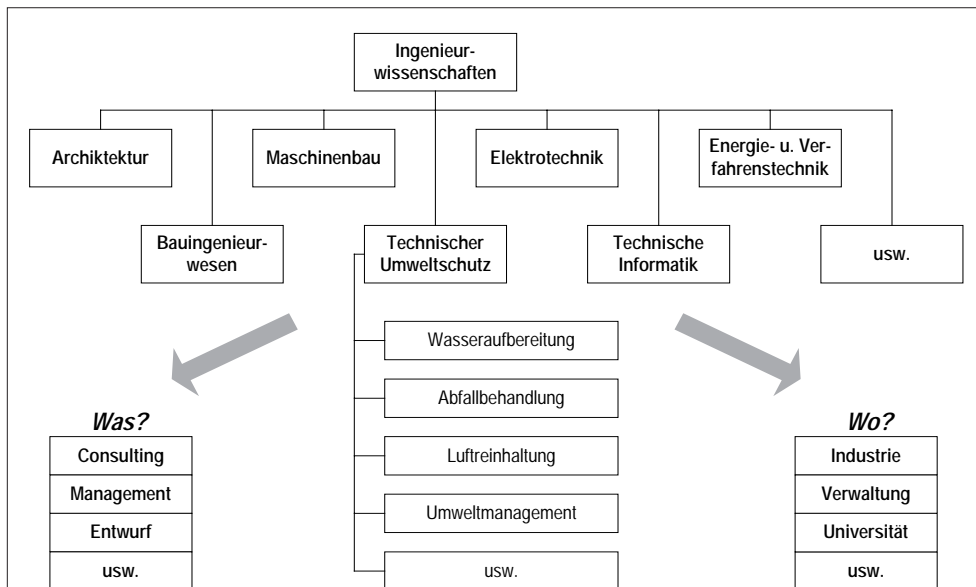 Ingenieur-
wissenschaften
Archiktektur
Maschinenbau
Elektrotechnik
Energie- u. Ver-
fahrenstechnik
Bauingenieur-
wesen
Technischer
Umweltschutz
Technische
Informatik
usw.
Wasseraufbereitung
Abfallbehandlung
Luftreinhaltung
Umweltmanagement
usw.
Was?
Consulting
Management
Entwurf
usw.
Wo?
Industrie
Verwaltung
Universität
usw.